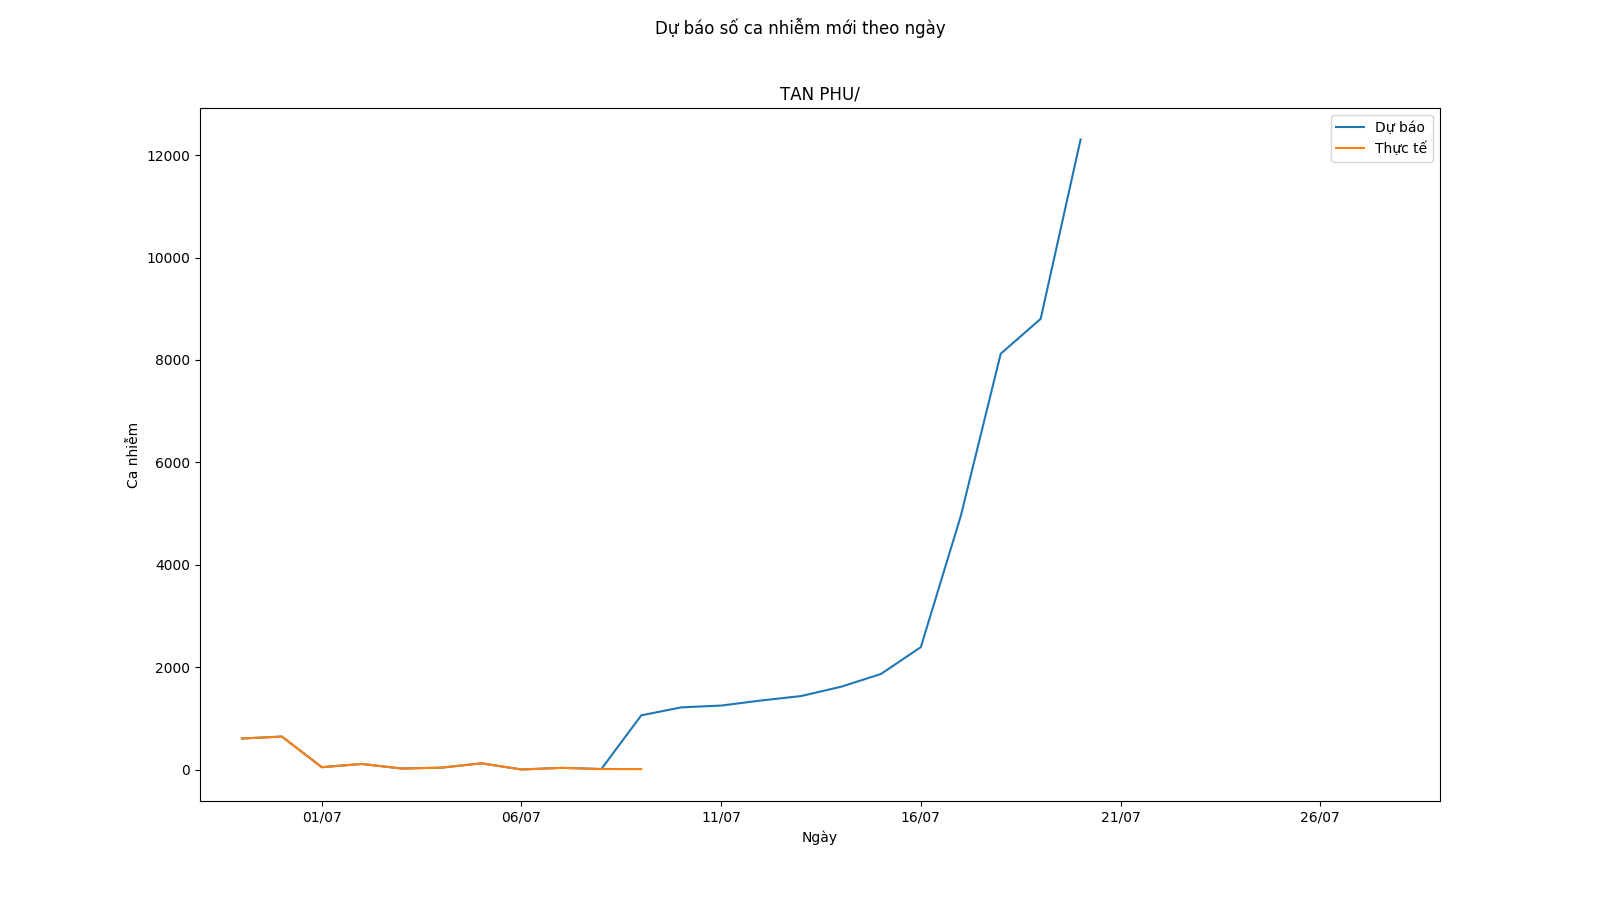 Dự báo số ca nhiễm mới theo ngày
TAN PHU/
Dự báo
Thực tế
12000
10000
8000
6000
4000
2000
0
Ca nhiễm
01/07
06/07
11/07
16/07
21/07
26/07
Ngày